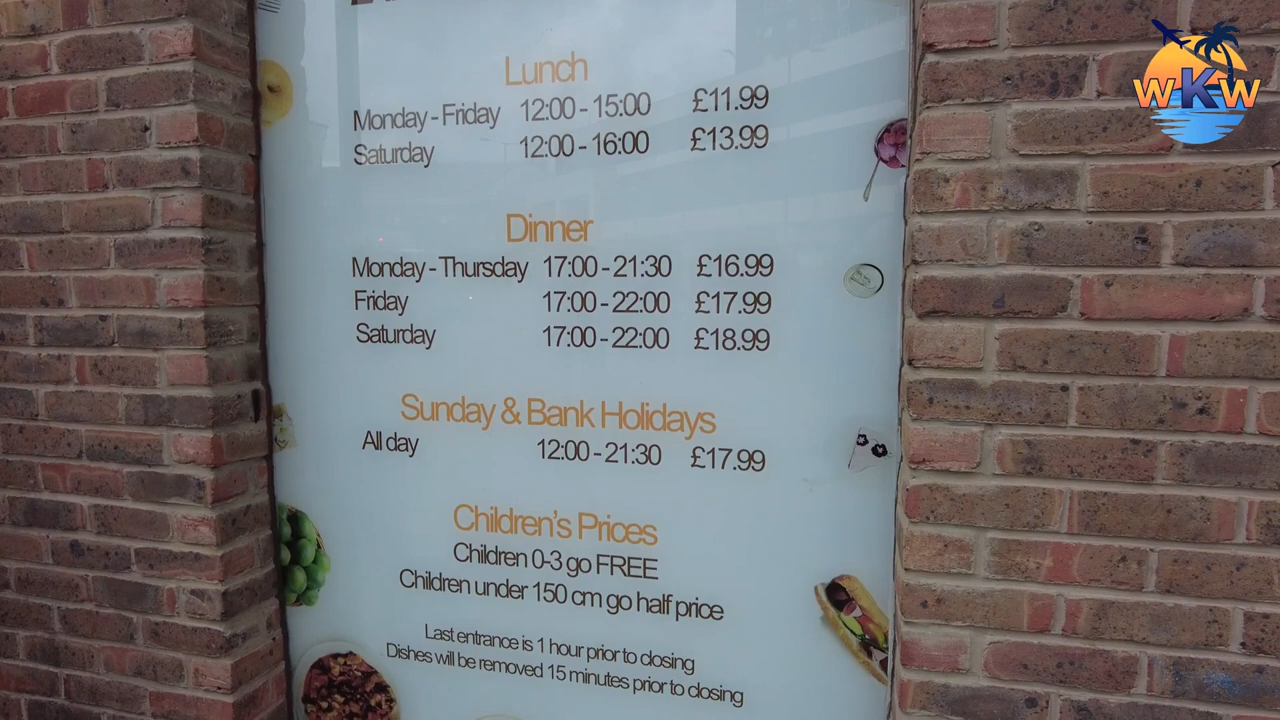 WKW
Lunch
Monday - Friday 12:00 - 15:00 £11.99
Saturday 12:00 - 16:00 £13.99
Dinner
Monday - Thursday 17:00 - 21:30 £16.99
Friday 17:00 - 22:00 £17.99
Saturday 17:00 - 22:00 £18.99
Sunday & Bank Holidays
All day 12:00 - 21:30 £17.99
Children's Prices
Children 0-3 go FREE
Children under 150 cm go half price
Last entrance is 1 hour prior to closing
Dishes will be removed 15 minutes prior to closing